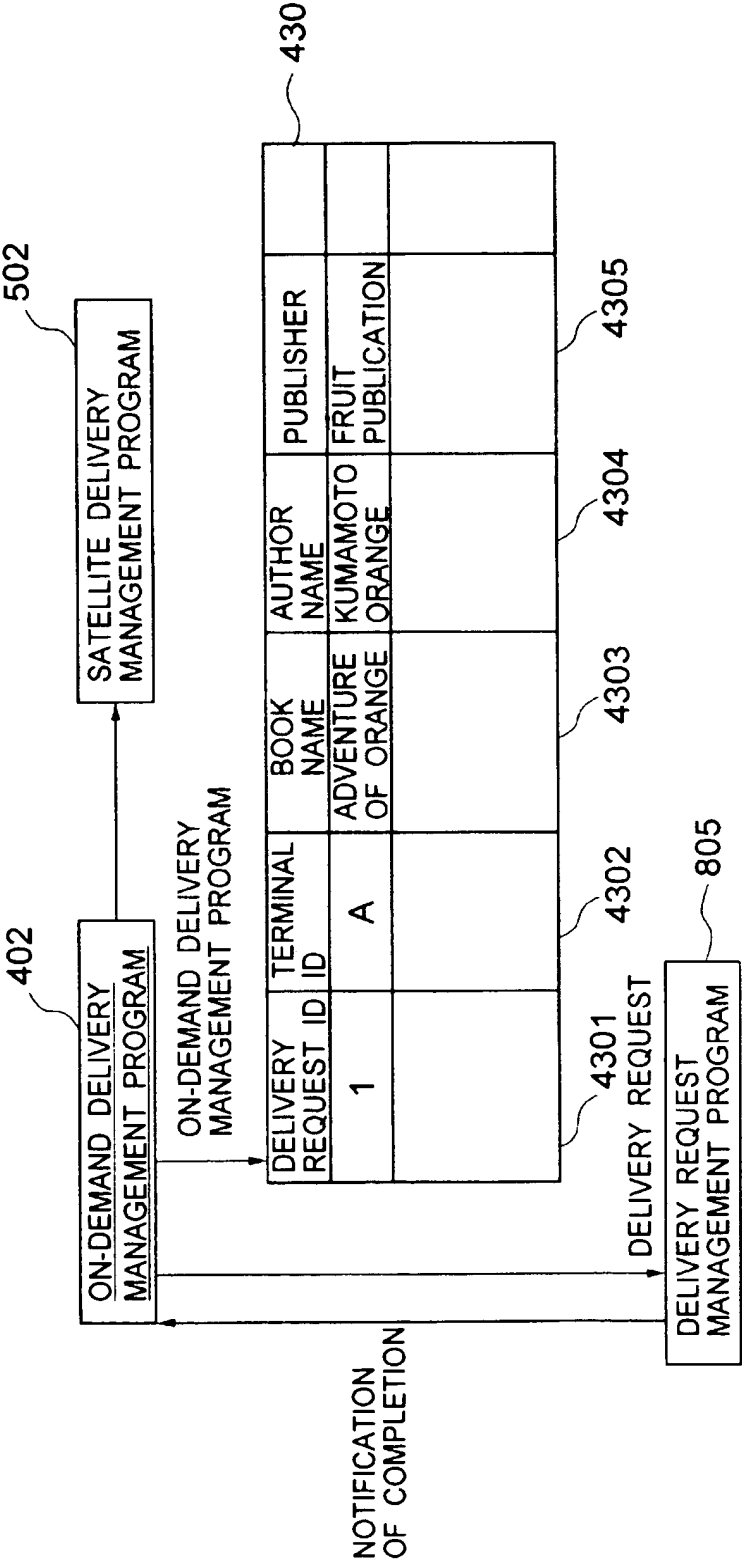 402
ON-DEMAND DELIVERY
MANAGEMENT PROGRAM
502
SATELLITE DELIVERY
MANAGEMENT PROGRAM
ON-DEMAND DELIVERY
MANAGEMENT PROGRAM
430
DELIVERY
REQUEST ID
TERMINAL
ID
BOOK
NAME
AUTHOR
NAME
PUBLISHER
1
A
ADVENTURE
OF ORANGE
KUMAMOTO
ORANGE
FRUIT
PUBLICATION
4301
4302
4303
4304
4305
NOTIFICATION
OF COMPLETION
DELIVERY REQUEST
DELIVERY REQUEST
MANAGEMENT PROGRAM
805